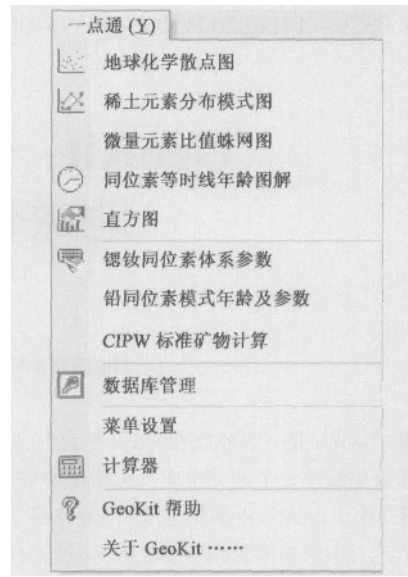 一点通 (Y)
地球化学散点图
稀土元素分布模式图
微量元素比值蛛网图
同位素等时线年龄图解
直方图
锶钕同位素体系参数
铅同位素模式年龄及参数
CIPW 标准矿物计算
数据库管理
菜单设置
计算器
GeoKit 帮助
关于 GeoKit ……